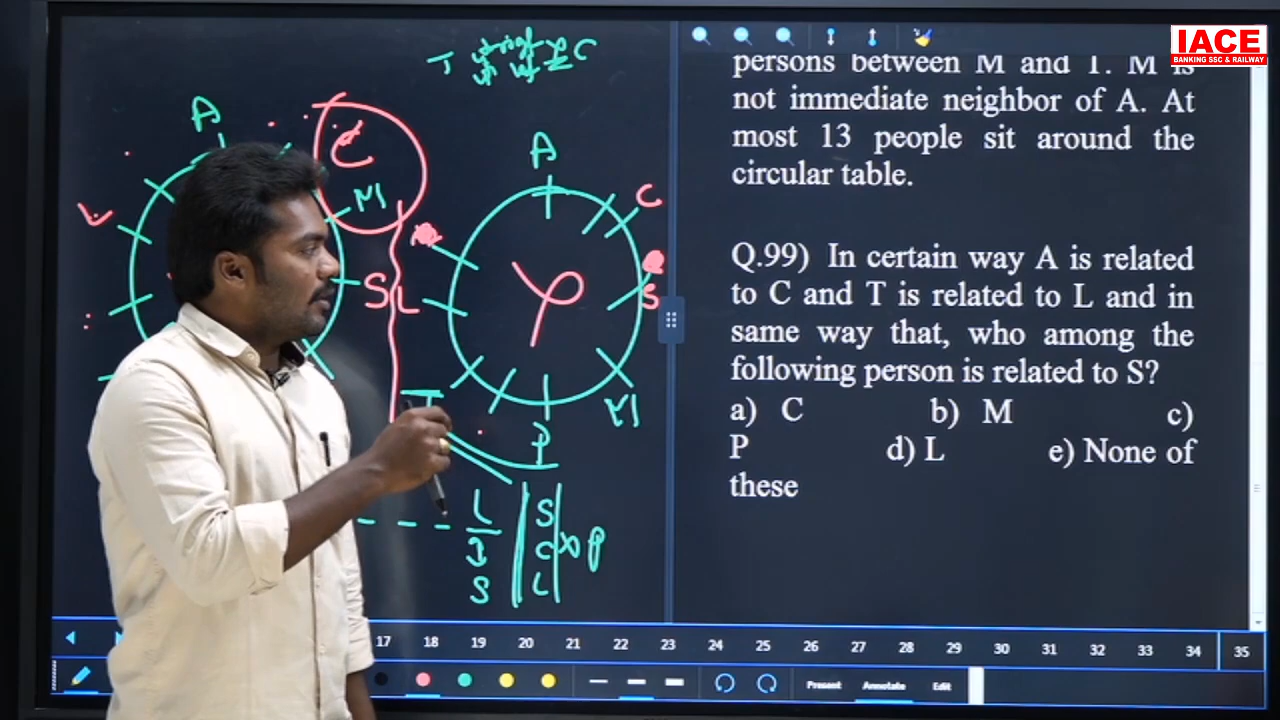 IACE
BANKING SSC & RAILWAY
persons between M and T. M is
not immediate neighbor of A. At
most 13 people sit around the
circular table.
Q.99) In certain way A is related
to C and T is related to L and in
same way that, who among the
following person is related to S?
a) C b) M c)
P d) L e) None of
these
A
C
M
S
A
C
S
L
M
P
L S
C
S L
17 18 19 20 21 22 23 24 25 26 27 28 29 30 31 32 33 34 35
Present Annotate Edit